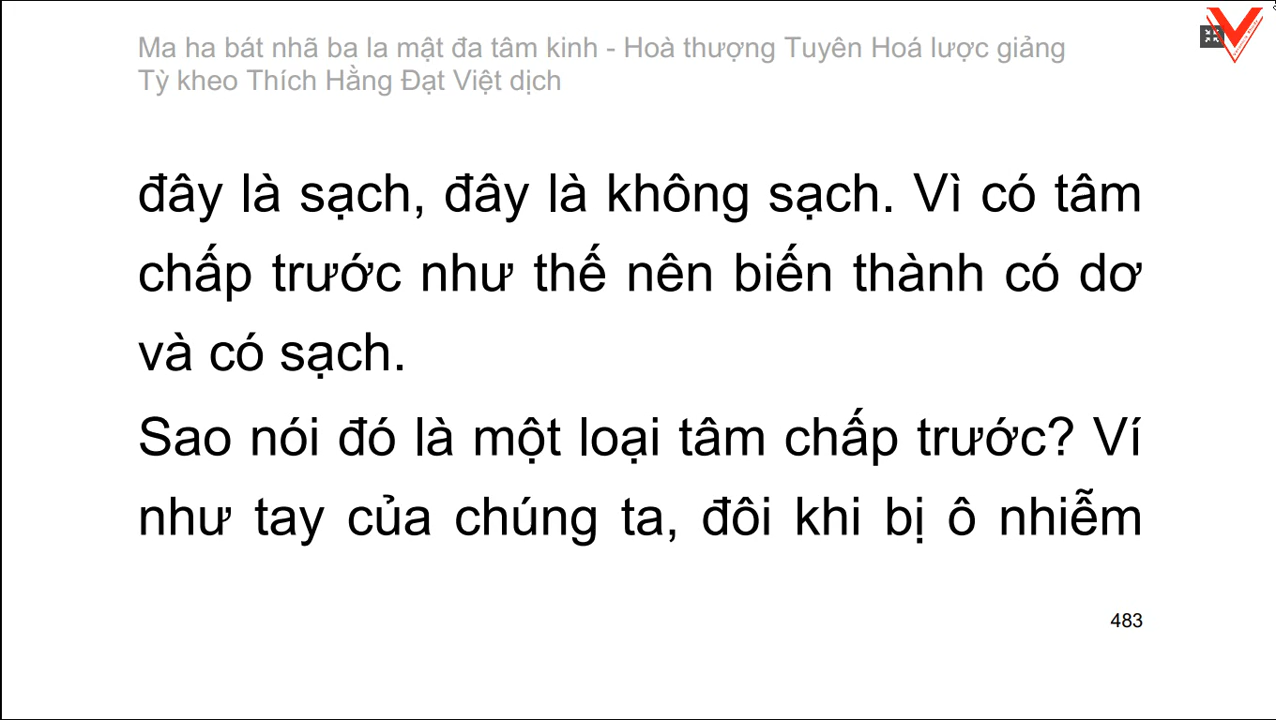 Ma ha bát nhã ba la mật đa tâm kinh - Hoà thượng Tuyên Hoá lược giảng
Tỳ kheo Thích Hằng Đạt Việt dịch
đây là sạch, đây là không sạch. Vì có tâm
chấp trước như thế nên biến thành có dơ
và có sạch.
Sao nói đó là một loại tâm chấp trước? Ví
như tay của chúng ta, đôi khi bị ô nhiễm
483